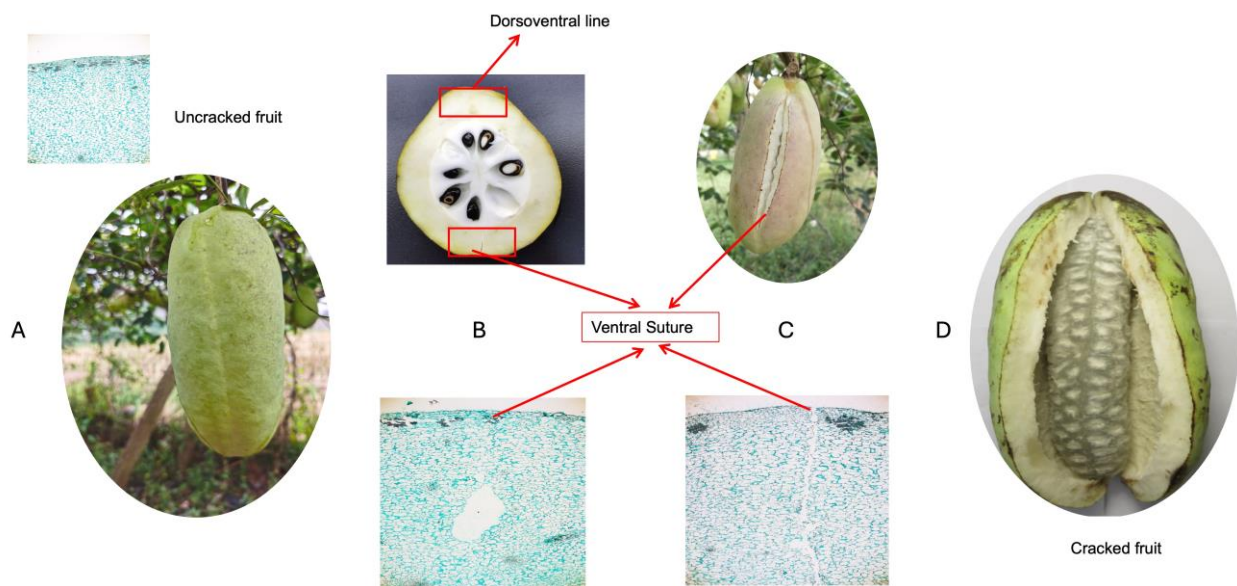 Dorsoventral line
Uncracked fruit
A
B
Ventral Suture
C
D
Cracked fruit